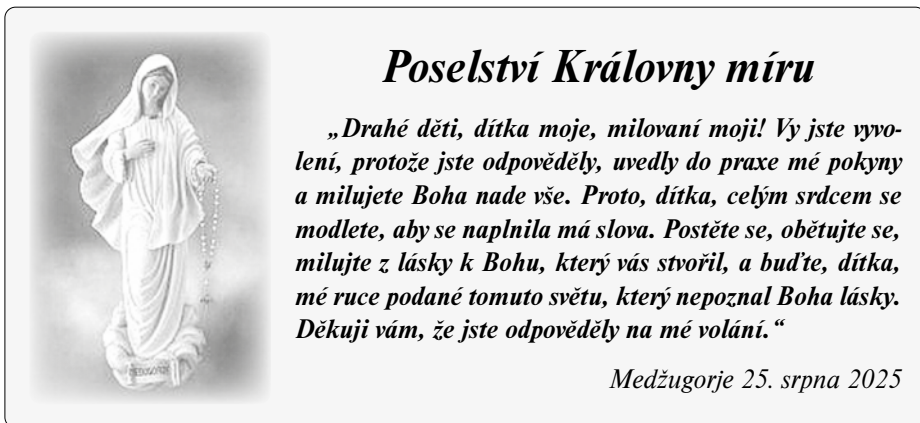 Poselství Královny míru
„Drahé děti, dítka moje, milovaní moji! Vy jste vyvo-
lení, protože jste odpověděly, uvedly do praxe mé pokyny
a milujete Boha nade vše. Proto, dítka, celým srdcem se
modlete, aby se naplnila má slova. Postěte se, obětujte se,
milujte z lásky k Bohu, který vás stvořil, a buďte, dítka,
mé ruce podané tomuto světu, který nepoznal Boha lásky.
Děkuji vám, že jste odpověděly na mé volání.“
Medžugorje 25. srpna 2025